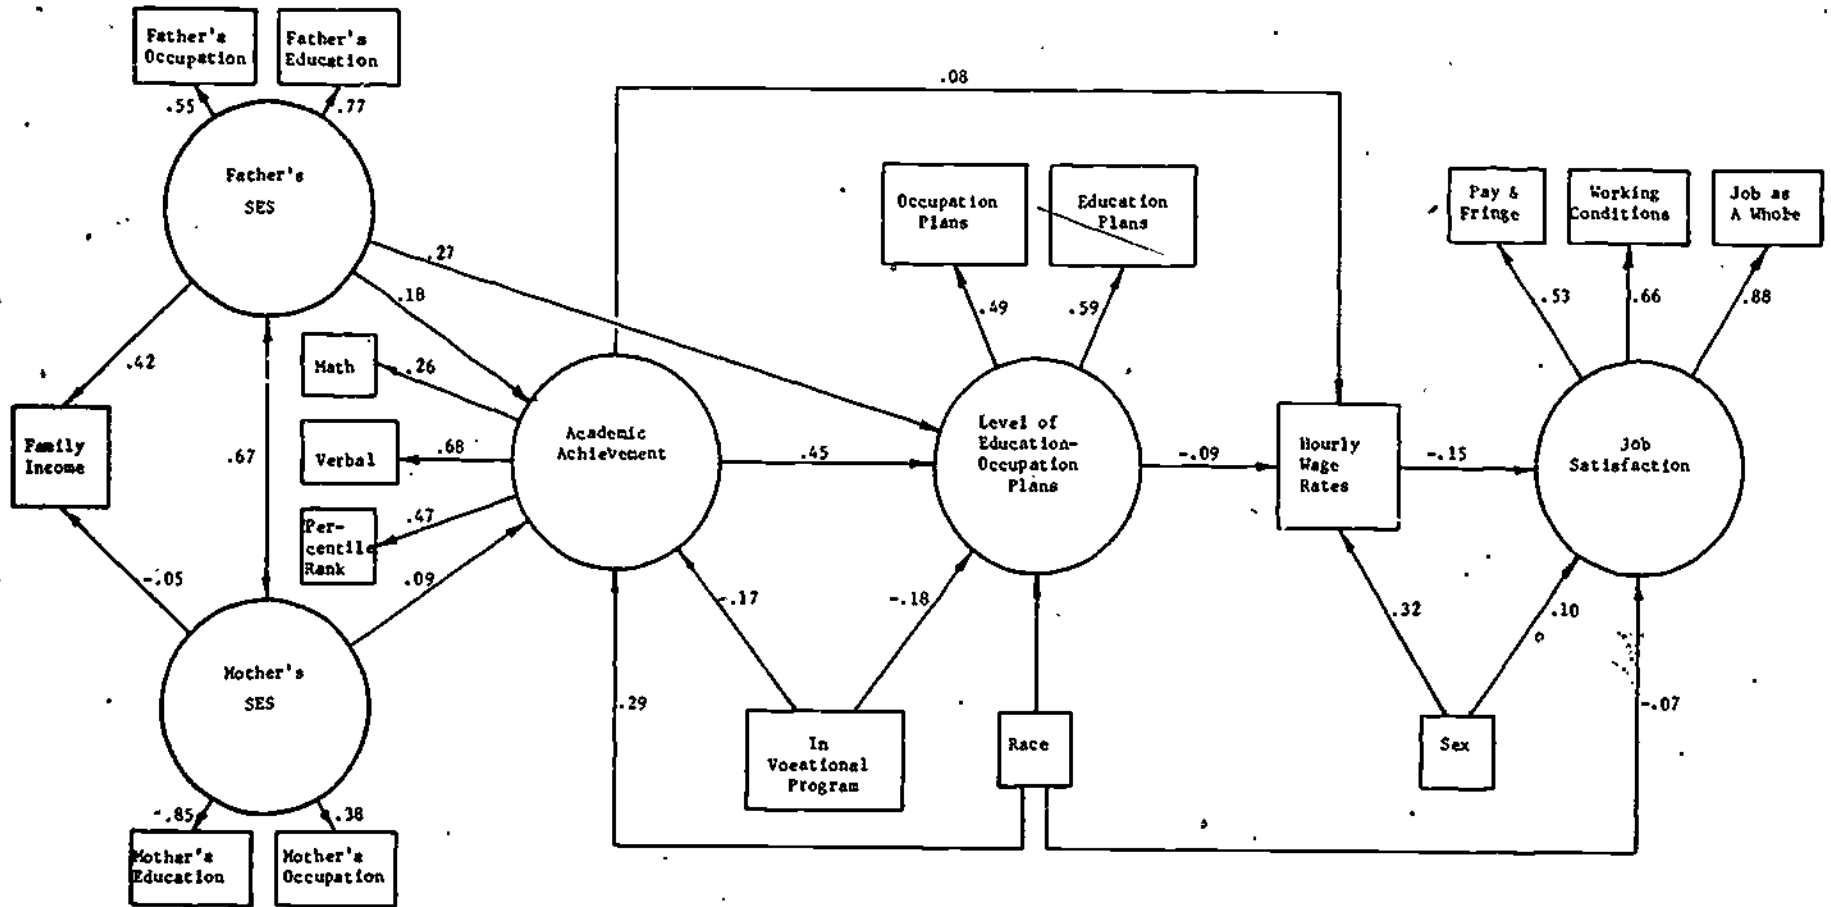 Father's
Occupation
Father's
Education
.55
.77
.08
Father's
SES
Occupation
Plans
Education
Plans
Pay &
Fringe
Working
Conditions
Job as
A Whole
.27
.18
.49
.59
.53
.66
.88
.42
Math
.26
Family
Income
.67
Verbal
.68
Academic
Achievement
.45
Level of
Education-
Occupation
Plans
-.09
Hourly
Wage
Rates
-.15
Job
Satisfaction
Per-
centile
Rank
.47
-.05
.09
-.17
-.18
.32
.10
Mother's
SES
.29
In
Vocational
Program
Race
Sex
-.07
-.85
.38
Mother's
Education
Mother's
Occupation